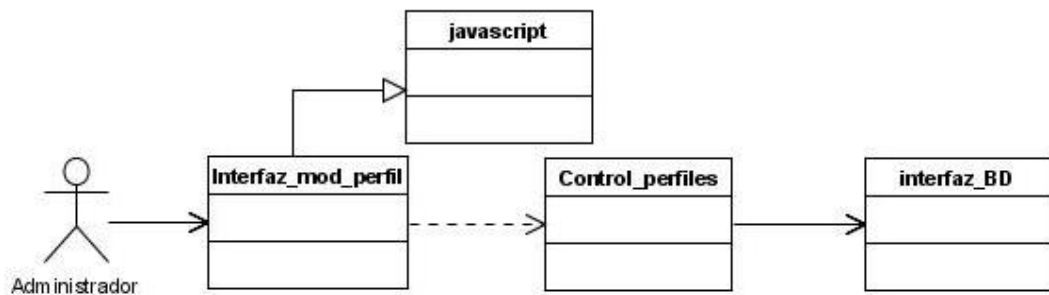 javascript
Interfaz_mod_perfil
Control_perfiles
interfaz_BD
Administrador